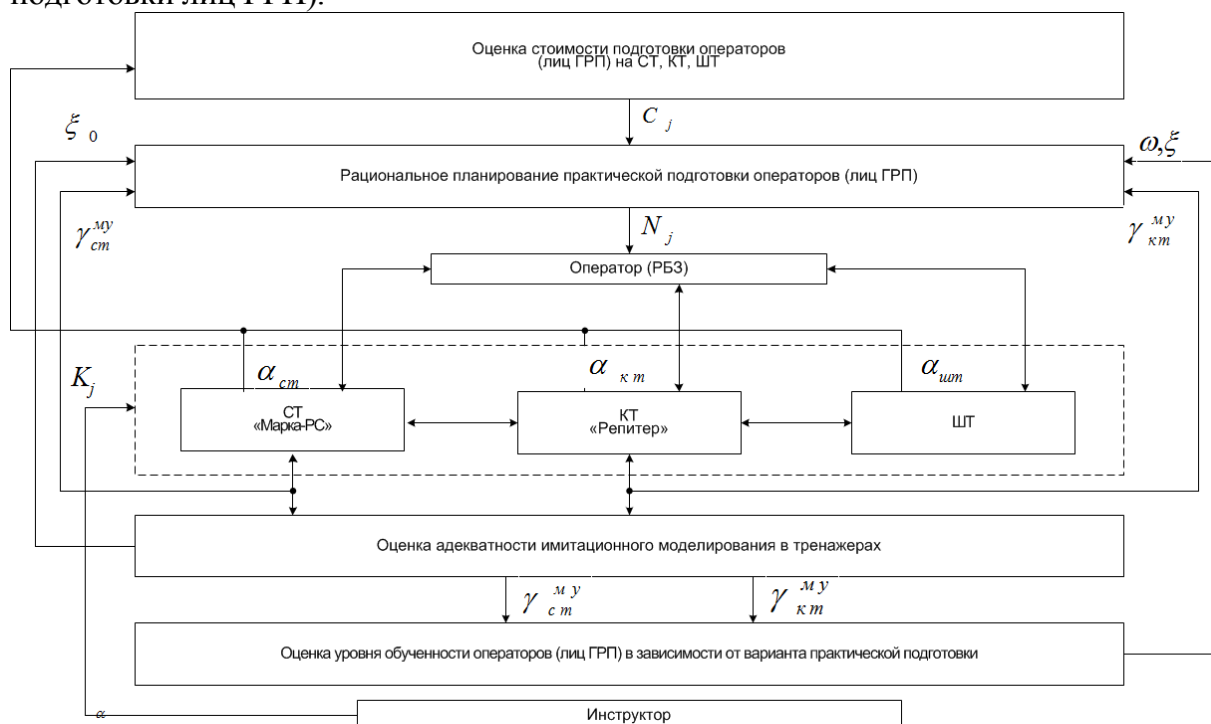 подготовки лиц ГРП).
Оценка стоимости подготовки операторов
(лиц ГРП) на СТ, КТ, ШТ
C j
ξ 0
ω,ξ
Рациональное планирование практической подготовки операторов (лиц ГРП)
γ ст му
N j
γ кт му
Оператор (РБЗ)
K j
α ст
α кт
α шт
СТ
«Марка-РС»
КТ
«Репитер»
ШТ
Оценка адекватности имитационного моделирования в тренажерах
γ ст му
γ кт му
Оценка уровня обученности операторов (лиц ГРП) в зависимости от варианта практической подготовки
α
Инструктор